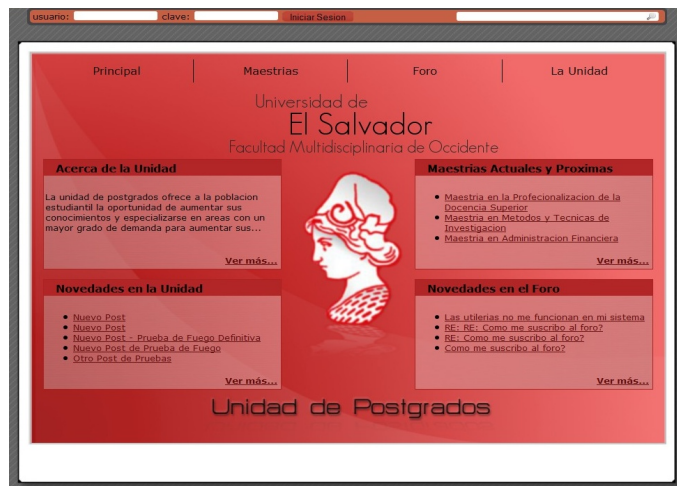 usuario: clave: Iniciar Sesion
Principal Maestrias Foro La Unidad
Universidad de
El Salvador
Facultad Multidisciplinaria de Occidente
Acerca de la Unidad
La unidad de postgrados ofrece a la poblacion
estudiantil la oportunidad de aumentar sus
conocimientos y especializarse en areas con un
mayor grado de demanda para aumentar sus...
Ver más...
Maestrias Actuales y Proximas
Maestria en la Profecionalizacion de la
Docencia Superior
Maestria en Metodos y Tecnicas de
Investigacion
Maestria en Administracion Financiera
Ver más...
Novedades en la Unidad
Nuevo Post
Nuevo Post
Nuevo Post - Prueba de Fuego Definitiva
Nuevo Post de Prueba de Fuego
Otro Post de Pruebas
Ver más...
Novedades en el Foro
Las utilerias no me funcionan en mi sistema
RE: RE: Como me suscribo al foro?
RE: Como me suscribo al foro?
Como me suscribo al foro?
Ver más...
Unidad de Postgrados